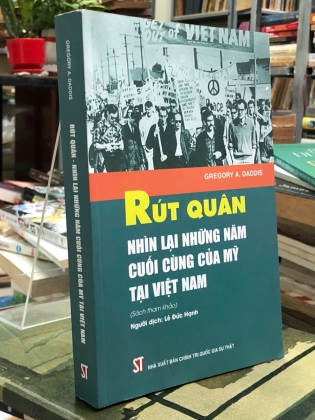 GET
OUT of VIETNAM
GREGORY A. DADDIS
RÚT QUÂN
NHÌN LẠI NHỮNG NĂM
CUỐI CÙNG CỦA MỸ
TẠI VIỆT NAM
(Sách tham khảo)
Người dịch: Lê Đức Hạnh
ST
NHÀ XUẤT BẢN CHÍNH TRỊ QUỐC GIA SỰ THẬT
GREGORY A. DADDIS
RÚT QUÂN - NHÌN LẠI NHỮNG NĂM CUỐI CÙNG CỦA MỸ TẠI VIỆT NAM
ST